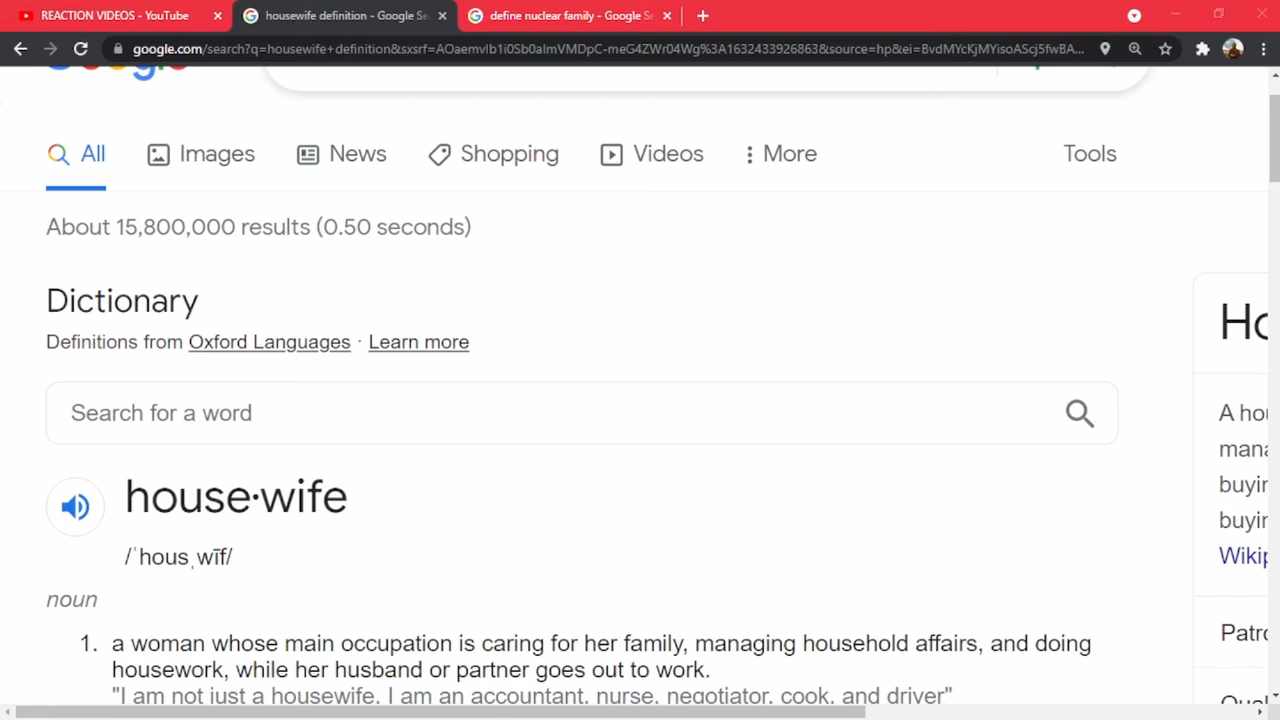 REACTION VIDEOS - YouTube
housewife definition - Google Se
define nuclear family - Google Se
google.com/search?q=housewife+definition&sxsrf=AOaemvIb1i0Sb0almVMDpC-meG4ZWr04Wg%3A1632433926863&source=hp&ei=BvdMYcKjMYisoAScj5fwBA...
All Images News Shopping Videos More Tools
About 15,800,000 results (0.50 seconds)
Dictionary
Definitions from Oxford Languages · Learn more
Search for a word
house·wife
/ˈhousˌwīf/
noun
1. a woman whose main occupation is caring for her family, managing household affairs, and doing
housework, while her husband or partner goes out to work.
"I am not just a housewife. I am an accountant, nurse, negotiator, cook, and driver"
Ho
A hou
mana
buyin
buyin
Wikip
Patro